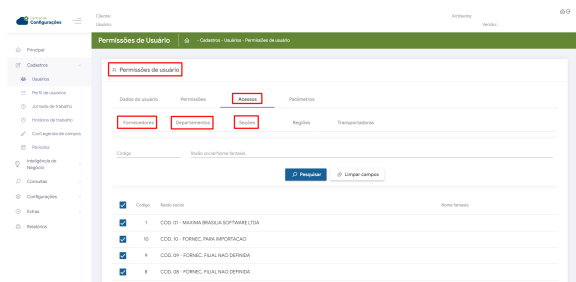 Central de
Configurações
Cliente:
Usuário:
Ambiente:
Versão:
Permissões de Usuário
- Cadastros - Usuários - Permissões de usuário
Principal
Cadastros
Usuários
Perfil de usuários
Jornada de trabalho
Horários de trabalho
Conf.agenda de campos
Períodos
Inteligência de
Negócio
Consultas
Configurações
Extras
Relatórios
Permissões de usuário
Dados do usuário Permissões Acessos Parâmetros
Fornecedores Departamentos Seções Regiões Transportadoras
Código Razão social/Nome fantasia
Pesquisar Limpar campos
Código Razão social Nome fantasia
1 COD. 01 - MAXIMA BRASILIA SOFTWARE LTDA
10 COD. 10 - FORNEC. PARA IMPORTACAO
9 COD. 09 - FORNEC. FILIAL NAO DEFINIDA
8 COD. 08 - FORNEC. FILIAL NAO DEFINIDA